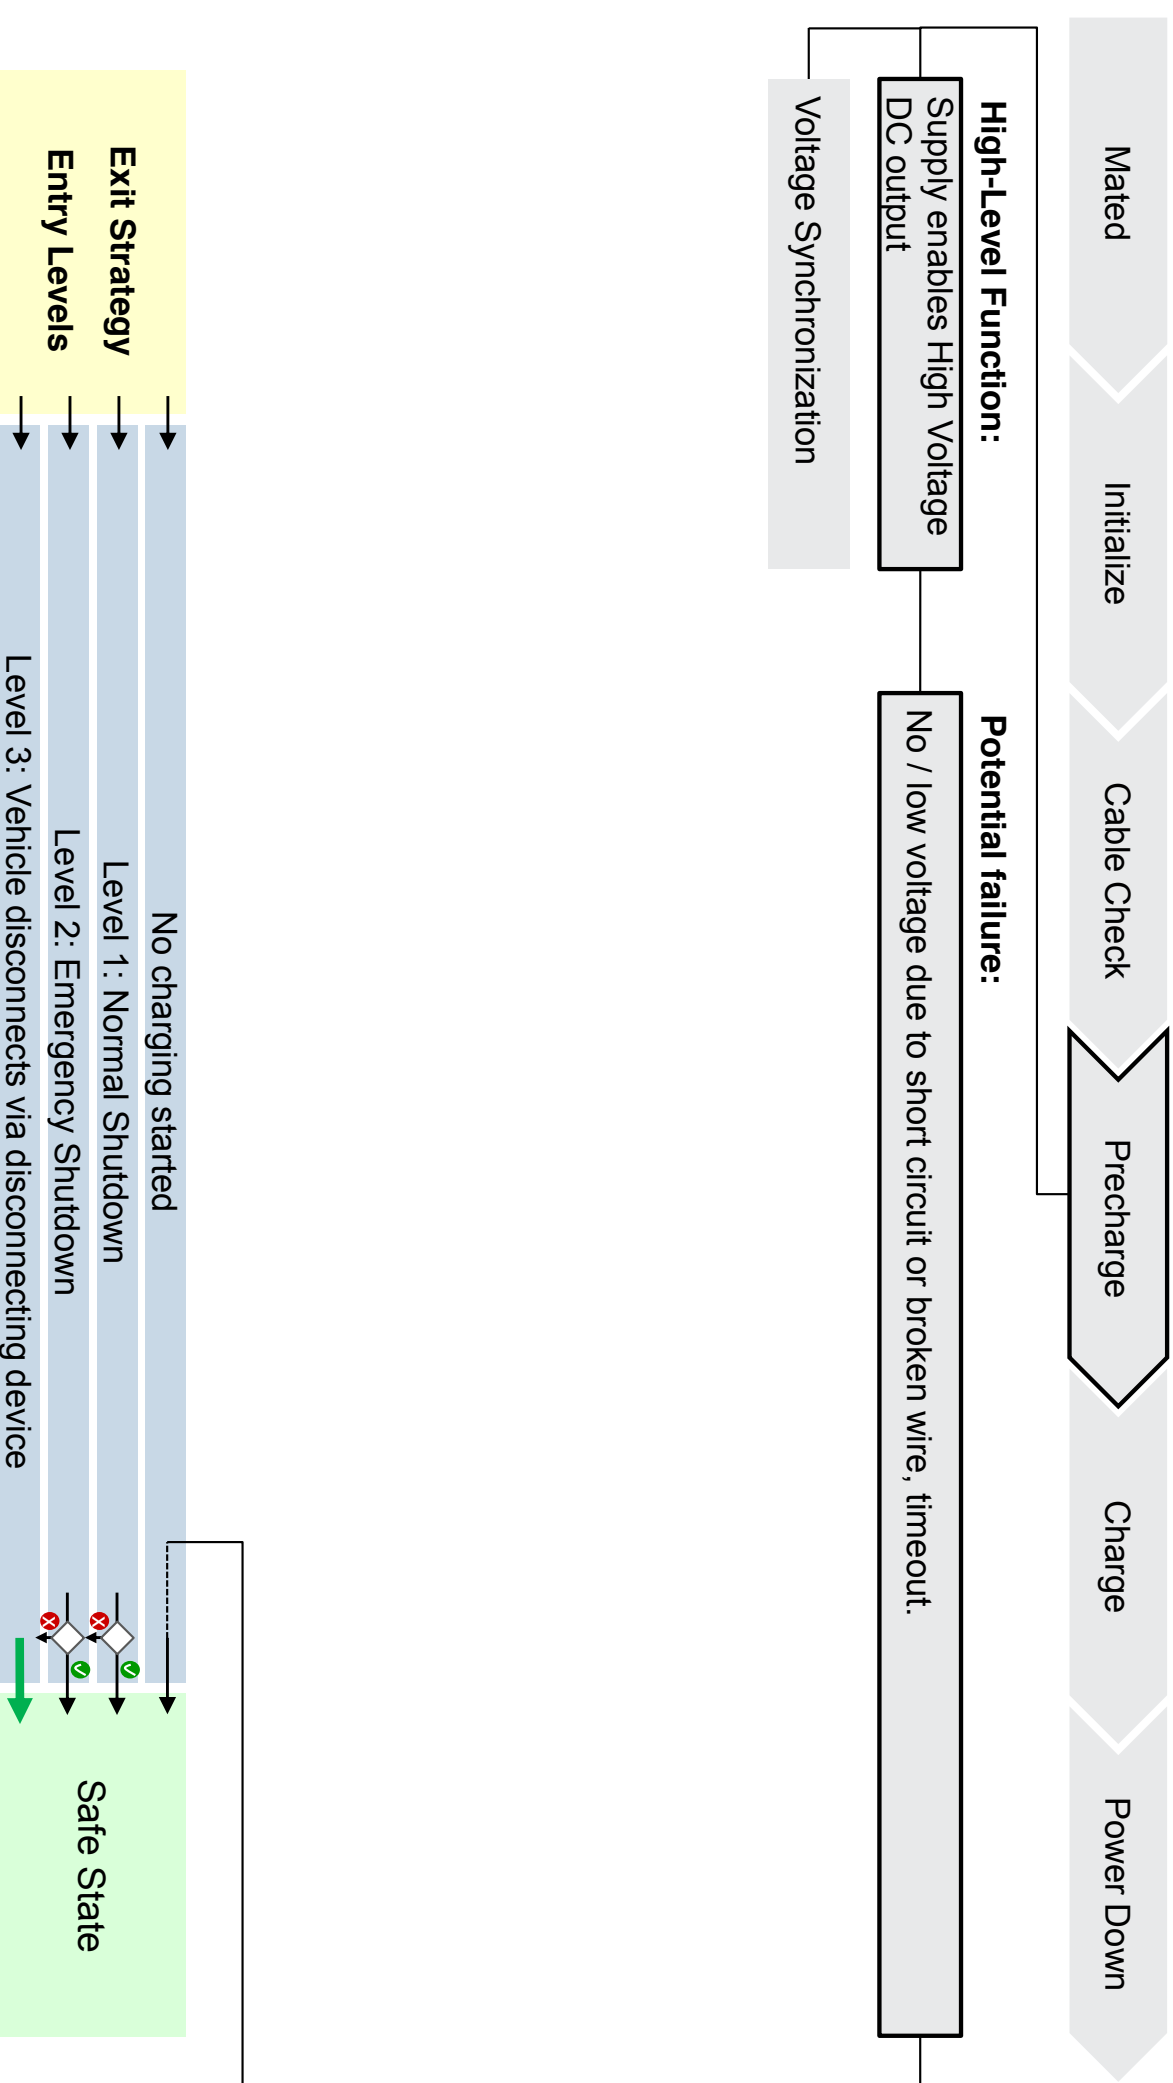 Mated
Initialize
Cable Check
Precharge
Charge
Power Down
High-Level Function:
Potential failure:
Supply enables High Voltage
DC output
No / low voltage due to short circuit or broken wire, timeout.
Voltage Synchronization
Exit Strategy
Entry Levels
No charging started
Level 1: Normal Shutdown
Level 2: Emergency Shutdown
Level 3: Vehicle disconnects via disconnecting device
Safe State